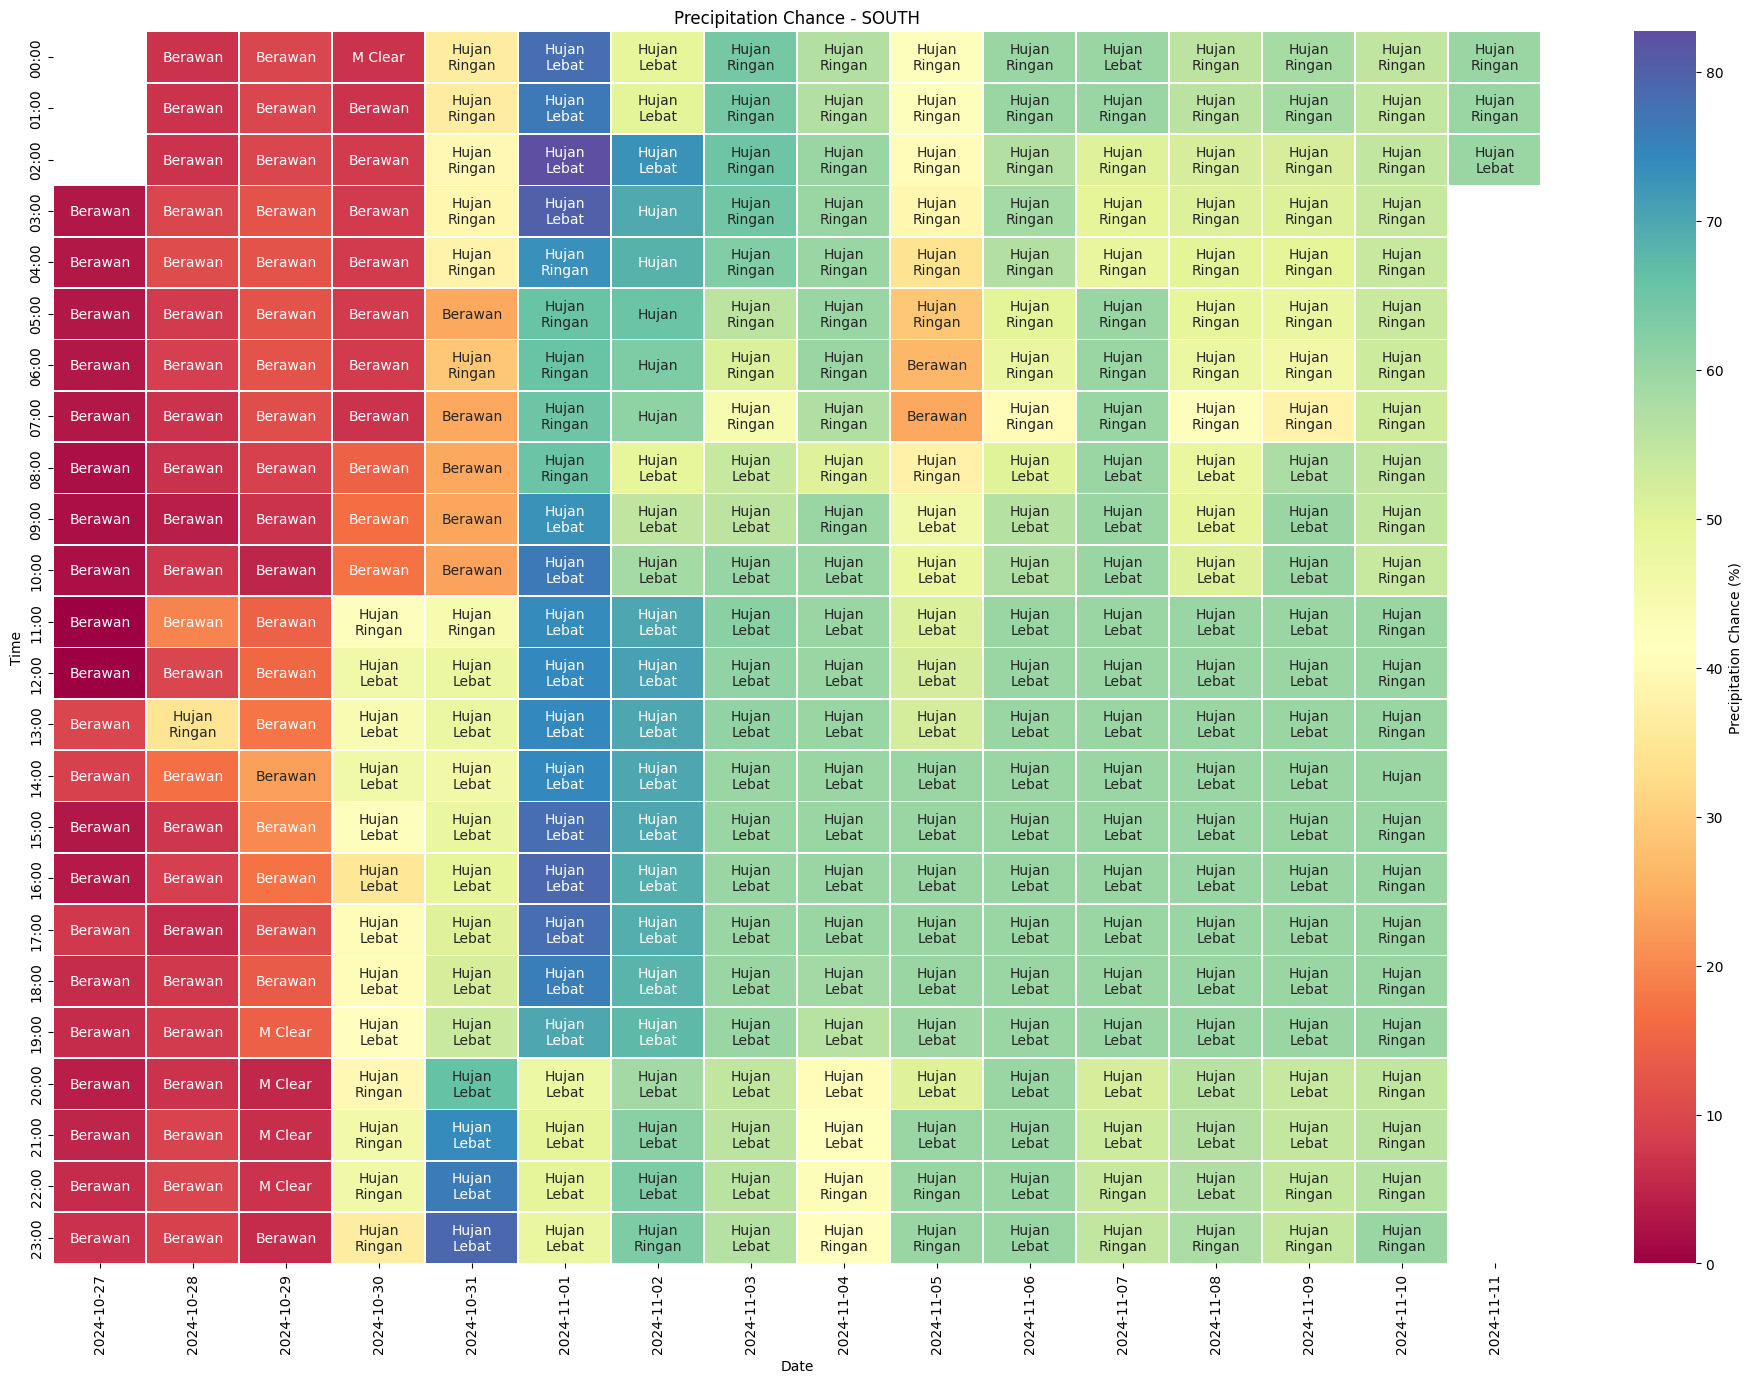 Precipitation Chance - SOUTH
00:00 Berawan Berawan M Clear Hujan Ringan Hujan Lebat Hujan Lebat Hujan Ringan Hujan Ringan Hujan Ringan Hujan Ringan Hujan Lebat Hujan Ringan Hujan Ringan Hujan Ringan Hujan Ringan
01:00 Berawan Berawan Berawan Hujan Ringan Hujan Lebat Hujan Lebat Hujan Ringan Hujan Ringan Hujan Ringan Hujan Ringan Hujan Ringan Hujan Ringan Hujan Ringan Hujan Ringan Hujan Ringan
02:00 Berawan Berawan Berawan Hujan Ringan Hujan Lebat Hujan Lebat Hujan Ringan Hujan Ringan Hujan Ringan Hujan Ringan Hujan Ringan Hujan Ringan Hujan Ringan Hujan Ringan Hujan Lebat
03:00 Berawan Berawan Berawan Berawan Hujan Ringan Hujan Lebat Hujan Hujan Ringan Hujan Ringan Hujan Ringan Hujan Ringan Hujan Ringan Hujan Ringan Hujan Ringan Hujan Ringan
04:00 Berawan Berawan Berawan Berawan Hujan Ringan Hujan Ringan Hujan Hujan Ringan Hujan Ringan Hujan Ringan Hujan Ringan Hujan Ringan Hujan Ringan Hujan Ringan Hujan Ringan
05:00 Berawan Berawan Berawan Berawan Berawan Hujan Ringan Hujan Hujan Ringan Hujan Ringan Hujan Ringan Hujan Ringan Hujan Ringan Hujan Ringan Hujan Ringan Hujan Ringan
06:00 Berawan Berawan Berawan Berawan Hujan Ringan Hujan Ringan Hujan Hujan Ringan Hujan Ringan Berawan Hujan Ringan Hujan Ringan Hujan Ringan Hujan Ringan Hujan Ringan
07:00 Berawan Berawan Berawan Berawan Berawan Hujan Ringan Hujan Hujan Ringan Hujan Ringan Berawan Hujan Ringan Hujan Ringan Hujan Ringan Hujan Ringan Hujan Ringan
08:00 Berawan Berawan Berawan Berawan Berawan Hujan Ringan Hujan Lebat Hujan Lebat Hujan Ringan Hujan Ringan Hujan Lebat Hujan Lebat Hujan Lebat Hujan Lebat Hujan Ringan
09:00 Berawan Berawan Berawan Berawan Berawan Hujan Lebat Hujan Lebat Hujan Lebat Hujan Ringan Hujan Lebat Hujan Lebat Hujan Lebat Hujan Lebat Hujan Lebat Hujan Ringan
10:00 Berawan Berawan Berawan Berawan Berawan Hujan Lebat Hujan Lebat Hujan Lebat Hujan Lebat Hujan Lebat Hujan Lebat Hujan Lebat Hujan Lebat Hujan Lebat Hujan Ringan
11:00 Berawan Berawan Berawan Hujan Ringan Hujan Ringan Hujan Lebat Hujan Lebat Hujan Lebat Hujan Lebat Hujan Lebat Hujan Lebat Hujan Lebat Hujan Lebat Hujan Lebat Hujan Ringan
12:00 Berawan Berawan Berawan Hujan Lebat Hujan Lebat Hujan Lebat Hujan Lebat Hujan Lebat Hujan Lebat Hujan Lebat Hujan Lebat Hujan Lebat Hujan Lebat Hujan Lebat Hujan Ringan
13:00 Berawan Hujan Ringan Berawan Hujan Lebat Hujan Lebat Hujan Lebat Hujan Lebat Hujan Lebat Hujan Lebat Hujan Lebat Hujan Lebat Hujan Lebat Hujan Lebat Hujan Lebat Hujan Ringan
14:00 Berawan Berawan Berawan Hujan Lebat Hujan Lebat Hujan Lebat Hujan Lebat Hujan Lebat Hujan Lebat Hujan Lebat Hujan Lebat Hujan Lebat Hujan Lebat Hujan Lebat Hujan
15:00 Berawan Berawan Berawan Hujan Lebat Hujan Lebat Hujan Lebat Hujan Lebat Hujan Lebat Hujan Lebat Hujan Lebat Hujan Lebat Hujan Lebat Hujan Lebat Hujan Lebat Hujan Ringan
16:00 Berawan Berawan Berawan Hujan Lebat Hujan Lebat Hujan Lebat Hujan Lebat Hujan Lebat Hujan Lebat Hujan Lebat Hujan Lebat Hujan Lebat Hujan Lebat Hujan Lebat Hujan Ringan
17:00 Berawan Berawan Berawan Hujan Lebat Hujan Lebat Hujan Lebat Hujan Lebat Hujan Lebat Hujan Lebat Hujan Lebat Hujan Lebat Hujan Lebat Hujan Lebat Hujan Lebat Hujan Ringan
18:00 Berawan Berawan Berawan Hujan Lebat Hujan Lebat Hujan Lebat Hujan Lebat Hujan Lebat Hujan Lebat Hujan Lebat Hujan Lebat Hujan Lebat Hujan Lebat Hujan Lebat Hujan Ringan
19:00 Berawan Berawan M Clear Hujan Lebat Hujan Lebat Hujan Lebat Hujan Lebat Hujan Lebat Hujan Lebat Hujan Lebat Hujan Lebat Hujan Lebat Hujan Lebat Hujan Lebat Hujan Ringan
20:00 Berawan Berawan M Clear Hujan Ringan Hujan Lebat Hujan Lebat Hujan Lebat Hujan Lebat Hujan Lebat Hujan Lebat Hujan Lebat Hujan Lebat Hujan Lebat Hujan Lebat Hujan Ringan
21:00 Berawan Berawan M Clear Hujan Ringan Hujan Lebat Hujan Lebat Hujan Lebat Hujan Lebat Hujan Lebat Hujan Lebat Hujan Lebat Hujan Lebat Hujan Lebat Hujan Lebat Hujan Ringan
22:00 Berawan Berawan M Clear Hujan Ringan Hujan Lebat Hujan Lebat Hujan Lebat Hujan Lebat Hujan Ringan Hujan Ringan Hujan Lebat Hujan Ringan Hujan Lebat Hujan Ringan Hujan Ringan
23:00 Berawan Berawan Berawan Hujan Ringan Hujan Lebat Hujan Lebat Hujan Ringan Hujan Lebat Hujan Ringan Hujan Ringan Hujan Lebat Hujan Ringan Hujan Ringan Hujan Ringan Hujan Ringan
Time
2024-10-27 2024-10-28 2024-10-29 2024-10-30 2024-10-31 2024-11-01 2024-11-02 2024-11-03 2024-11-04 2024-11-05 2024-11-06 2024-11-07 2024-11-08 2024-11-09 2024-11-10 2024-11-11
Date
80
70
60
50
40
30
20
10
0
Precipitation Chance (%)